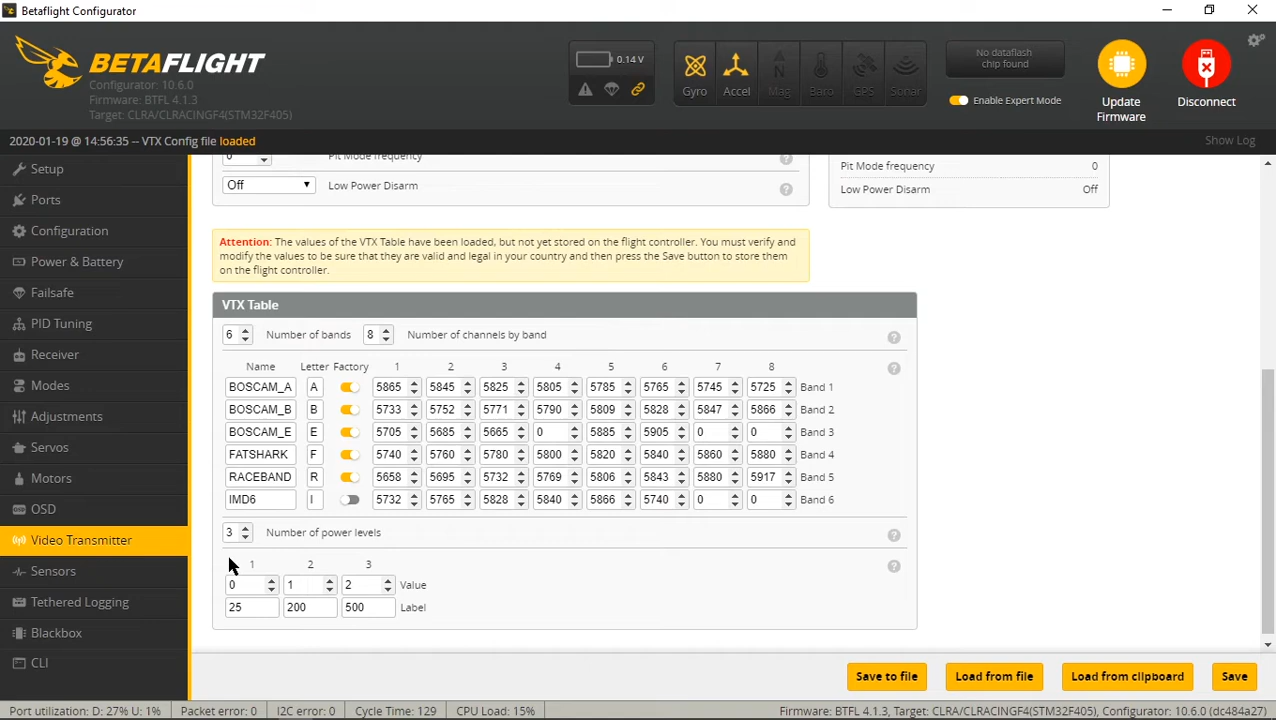 Betaflight Configurator
BETAFLIGHT
Configurator: 10.6.0
Firmware: BTFL 4.1.3
Target: CLRA/CLRACINGF4(STM32F405)
0.14 V
Gyro Accel Mag Baro GPS Sonar
No dataflash
chip found
Enable Expert Mode
Update
Firmware
Disconnect
2020-01-19 @ 14:56:35 -- VTX Config file loaded
Show Log
Setup
Ports
Configuration
Power & Battery
Failsafe
PID Tuning
Receiver
Modes
Adjustments
Servos
Motors
OSD
Video Transmitter
Sensors
Tethered Logging
Blackbox
CLI
0 Pit Mode frequency ?
Off Low Power Disarm ?
Pit Mode frequency 0
Low Power Disarm Off
Attention: The values of the VTX Table have been loaded, but not yet stored on the flight controller. You must verify and
modify the values to be sure that they are valid and legal in your country and then press the Save button to store them
on the flight controller.
VTX Table
6 Number of bands 8 Number of channels by band ?
Name Letter Factory 1 2 3 4 5 6 7 8 ?
BOSCAM_A A 5865 5845 5825 5805 5785 5765 5745 5725 Band 1
BOSCAM_B B 5733 5752 5771 5790 5809 5828 5847 5866 Band 2
BOSCAM_E E 5705 5685 5665 0 5885 5905 0 0 Band 3
FATSHARK F 5740 5760 5780 5800 5820 5840 5860 5880 Band 4
RACEBAND R 5658 5695 5732 5769 5806 5843 5880 5917 Band 5
IMD6 I 5732 5765 5828 5840 5866 5740 0 0 Band 6
3 Number of power levels ?
1 2 3 ?
0 1 2 Value
25 200 500 Label
Save to file Load from file Load from clipboard Save
Port utilization: D: 27% U: 1% Packet error: 0 I2C error: 0 Cycle Time: 129 CPU Load: 15% Firmware: BTFL 4.1.3, Target: CLRA/CLRACINGF4(STM32F405), Configurator: 10.6.0 (dc484a27)